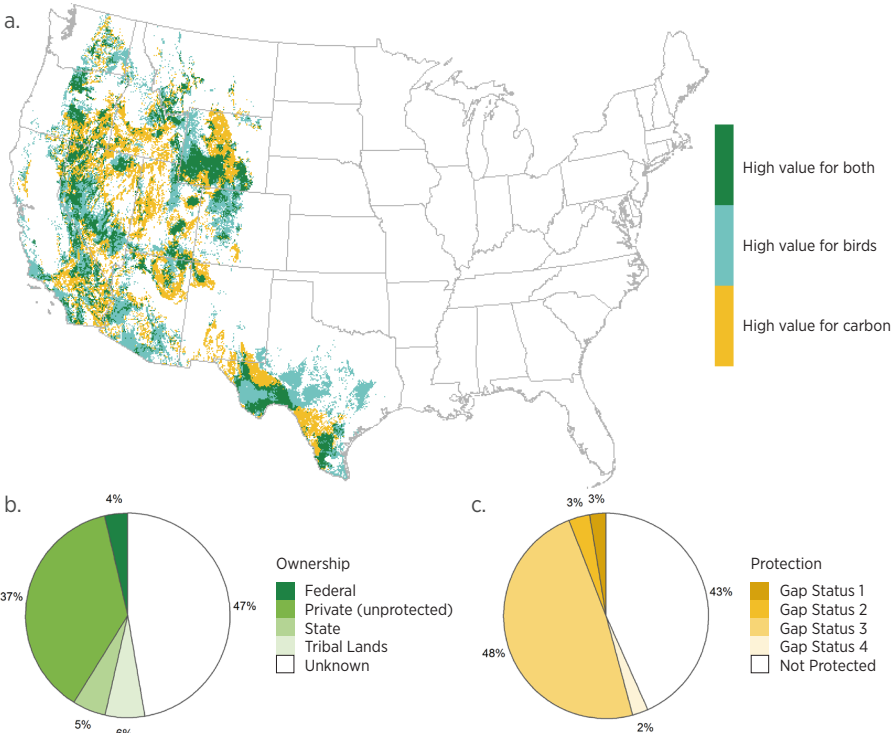 a.
High value for both
High value for birds
High value for carbon
b.
4%
37%
47%
5%
6%
Ownership
Federal
Private (unprotected)
State
Tribal Lands
Unknown
c.
3% 3%
43%
48%
2%
Protection
Gap Status 1
Gap Status 2
Gap Status 3
Gap Status 4
Not Protected